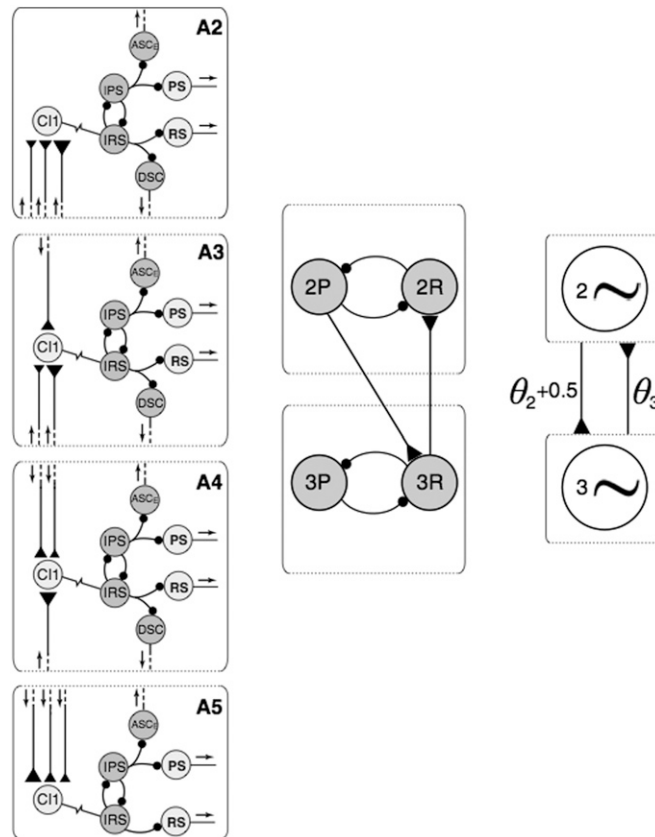 A2
ASCE
IPS
PS
CI1
IRS
RS
DSC
A3
ASCE
IPS
PS
CI1
IRS
RS
DSC
A4
ASCE
IPS
PS
CI1
IRS
RS
DSC
A5
ASCE
IPS
PS
CI1
IRS
RS
2P
2R
3P
3R
2 ~
θ2+0.5
θ3
3 ~